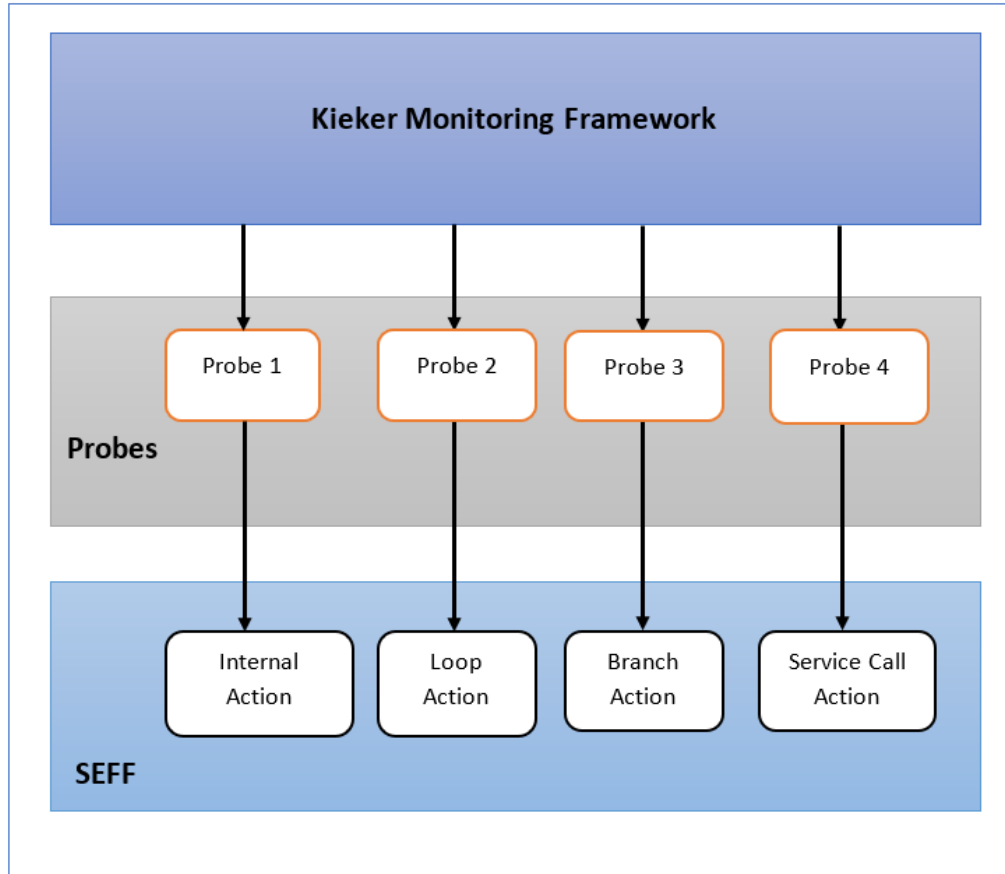 Kieker Monitoring Framework
Probe 1
Probe 2
Probe 3
Probe 4
Probes
Internal
Action
Loop
Action
Branch
Action
Service Call
Action
SEFF